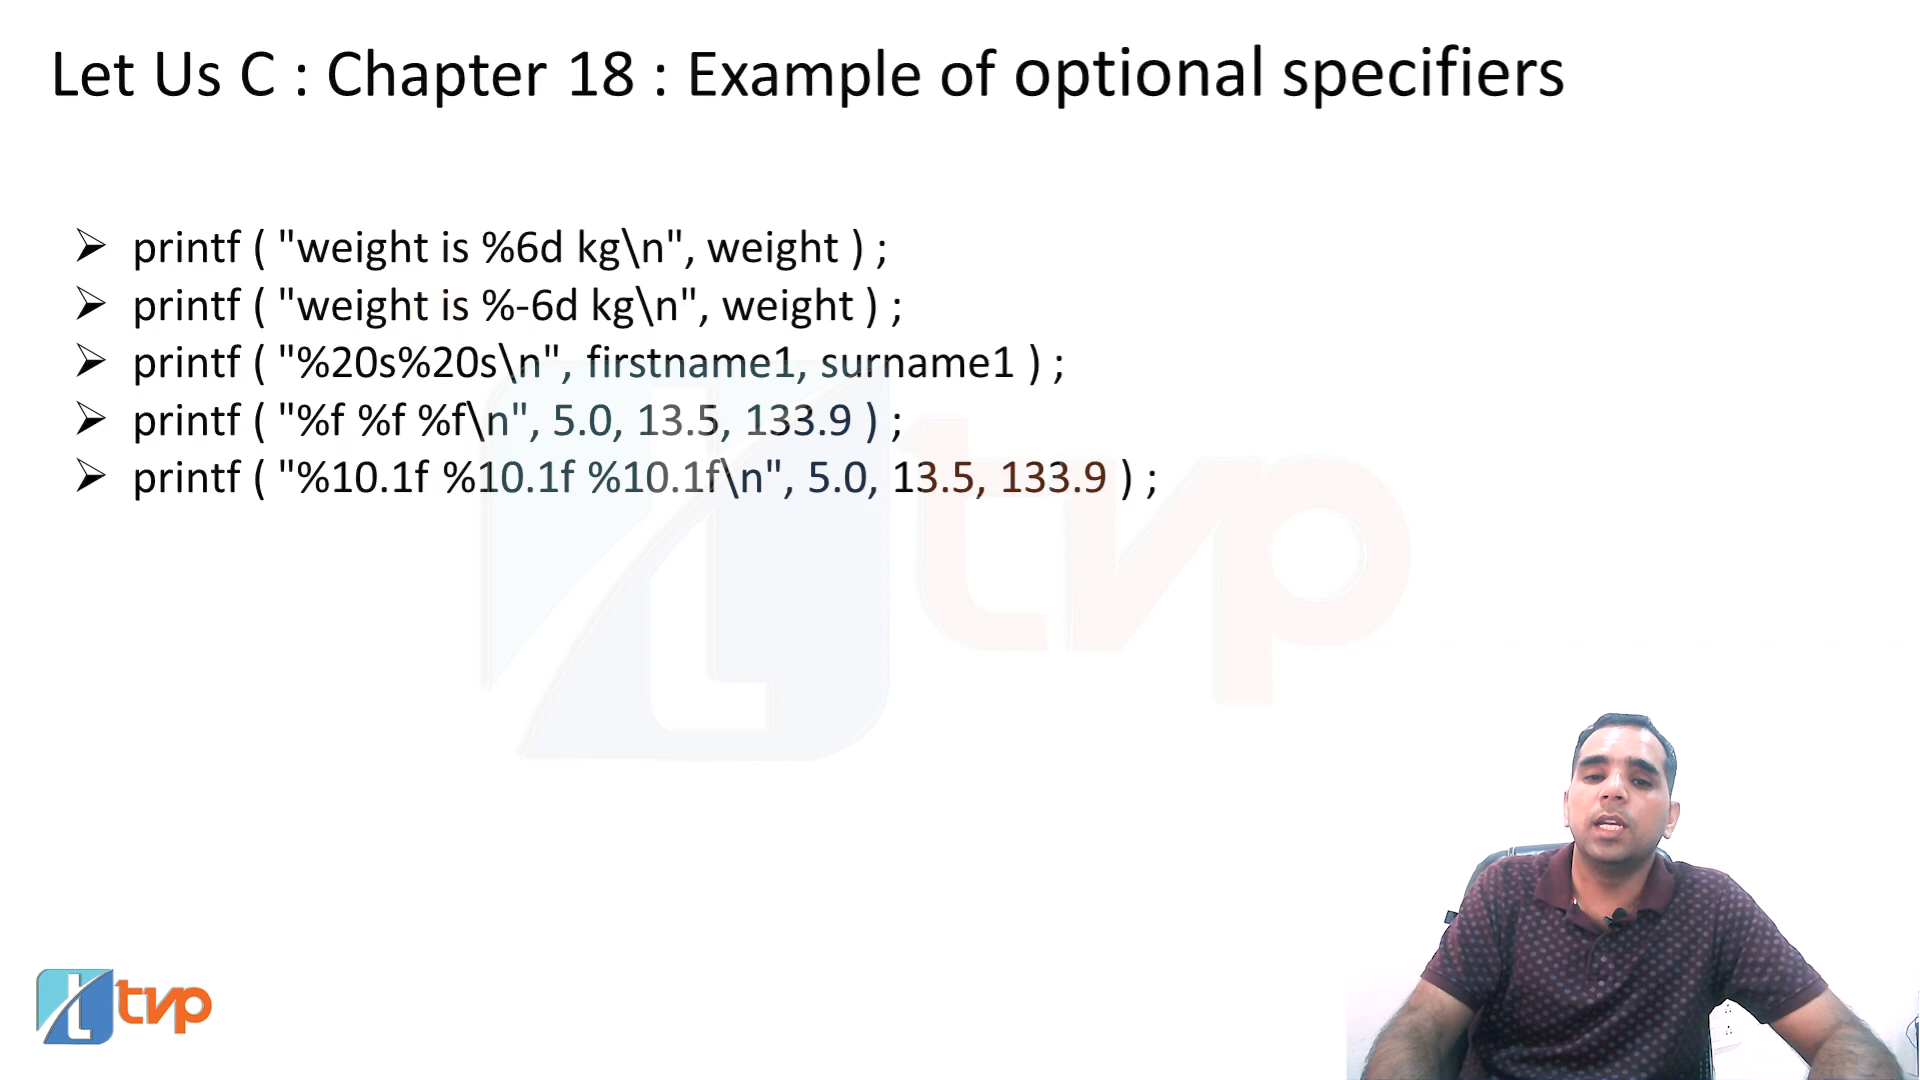 Let Us C : Chapter 18 : Example of optional specifiers
➢ printf ( "weight is %6d kg\n", weight ) ;
➢ printf ( "weight is %-6d kg\n", weight ) ;
➢ printf ( "%20s%20s\n", firstname1, surname1 ) ;
➢ printf ( "%f %f %f\n", 5.0, 13.5, 133.9 ) ;
➢ printf ( "%10.1f %10.1f %10.1f\n", 5.0, 13.5, 133.9 ) ;
tvp
t tvp